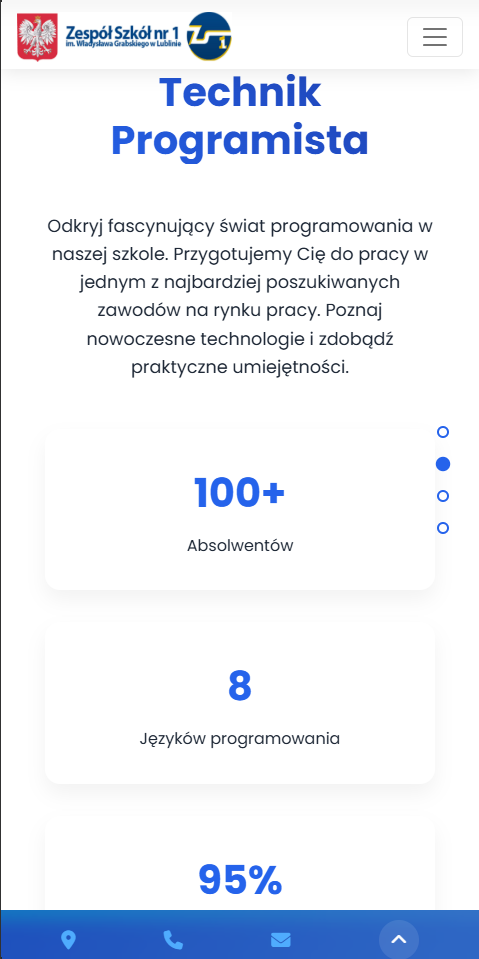 Zespół Szkół nr 1
im. Władysława Grabskiego w Lublinie
1
Technik
Programista
Odkryj fascynujący świat programowania w
naszej szkole. Przygotujemy Cię do pracy w
jednym z najbardziej poszukiwanych
zawodów na rynku pracy. Poznaj
nowoczesne technologie i zdobądź
praktyczne umiejętności.
100+
Absolwentów
8
Języków programowania
95%